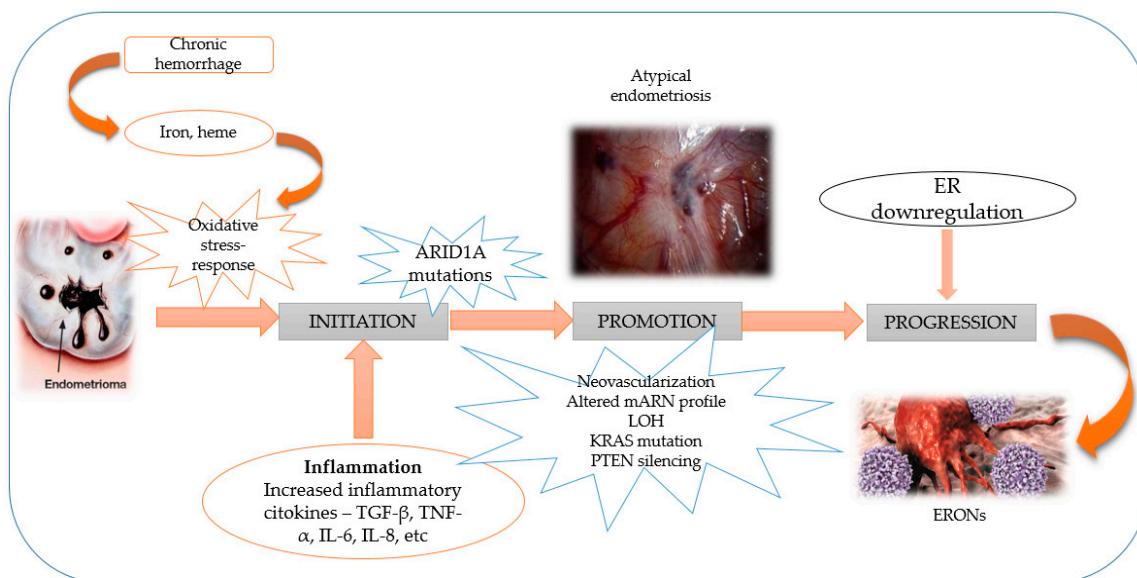 Chronic
hemorrhage
Iron, heme
Oxidative
stress-
response
Endometrioma
INITIATION
Inflammation
Increased inflammatory
citokines – TGF-β, TNF-
α, IL-6, IL-8, etc
ARID1A
mutations
Atypical
endometriosis
PROMOTION
Neovascularization
Altered mARN profile
LOH
KRAS mutation
PTEN silencing
ER
downregulation
PROGRESSION
ERONs